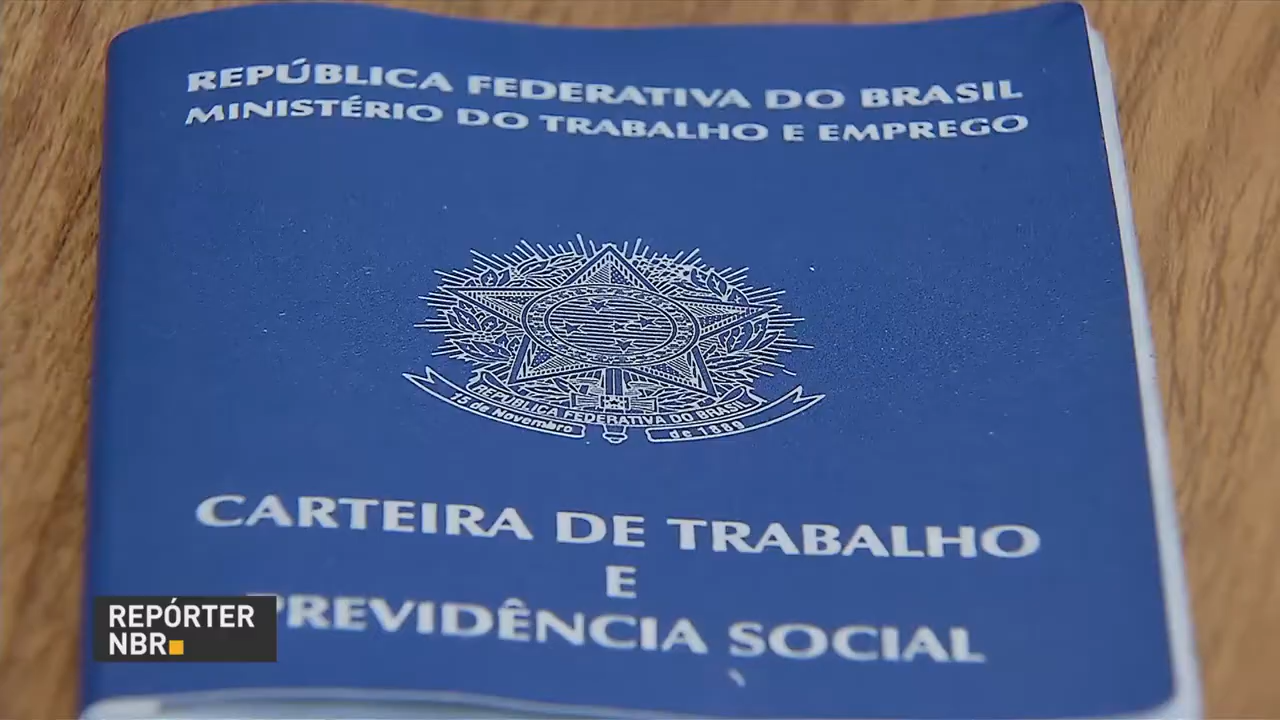 REPÚBLICA FEDERATIVA DO BRASIL
MINISTÉRIO DO TRABALHO E EMPREGO
REPÚBLICA FEDERATIVA DO BRASIL
15 de Novembro de 1889
CARTEIRA DE TRABALHO
E
PREVIDÊNCIA SOCIAL
REPÓRTER
NBR